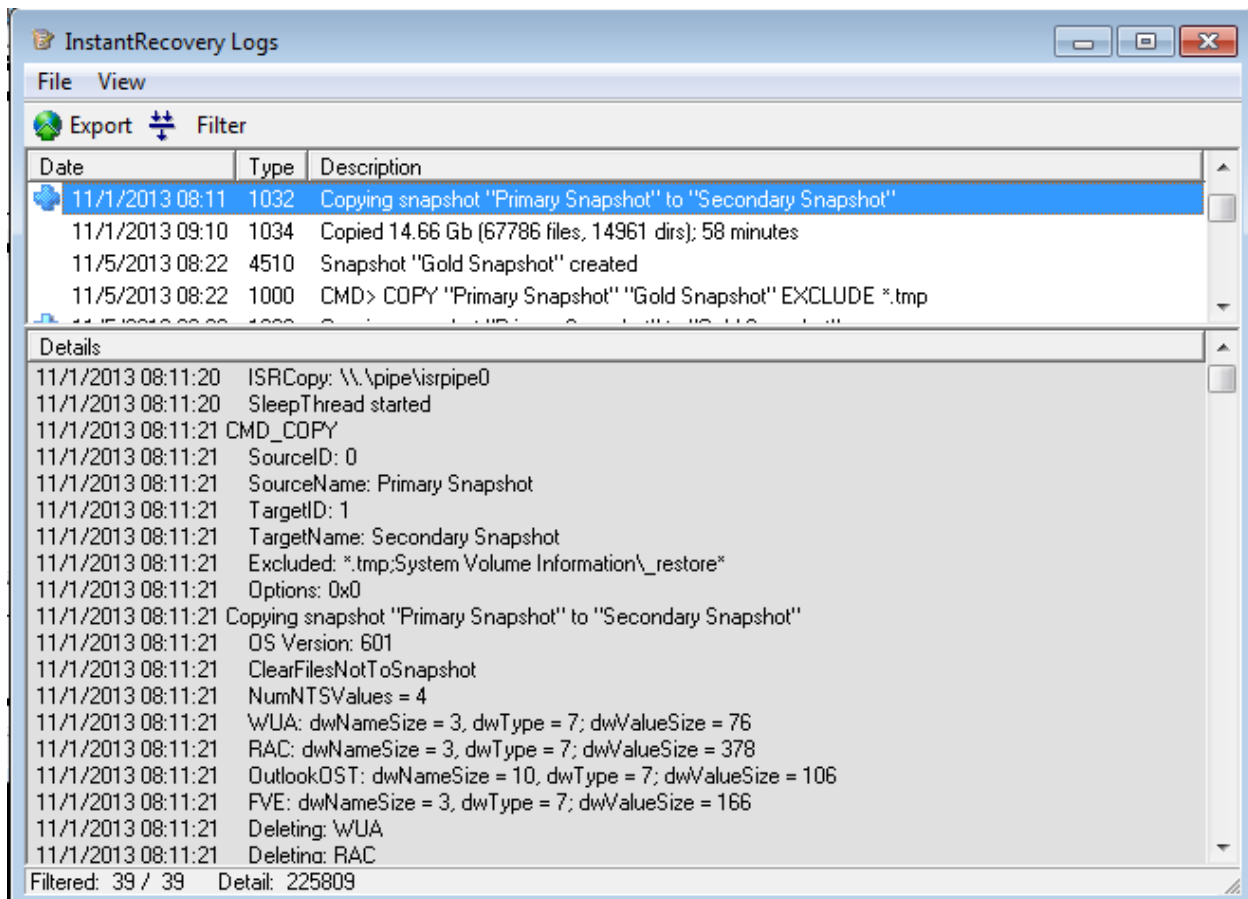 InstantRecovery Logs
File View
Export Filter
Date Type Description
11/1/2013 08:11 1032 Copying snapshot "Primary Snapshot" to "Secondary Snapshot"
11/1/2013 09:10 1034 Copied 14.66 Gb (67786 files, 14961 dirs); 58 minutes
11/5/2013 08:22 4510 Snapshot "Gold Snapshot" created
11/5/2013 08:22 1000 CMD> COPY "Primary Snapshot" "Gold Snapshot" EXCLUDE *.tmp
Details
11/1/2013 08:11:20 ISRCopy: \\.\pipe\isrpipe0
11/1/2013 08:11:20 SleepThread started
11/1/2013 08:11:21 CMD_COPY
11/1/2013 08:11:21 SourceID: 0
11/1/2013 08:11:21 SourceName: Primary Snapshot
11/1/2013 08:11:21 TargetID: 1
11/1/2013 08:11:21 TargetName: Secondary Snapshot
11/1/2013 08:11:21 Excluded: *.tmp;System Volume Information\_restore*
11/1/2013 08:11:21 Options: 0x0
11/1/2013 08:11:21 Copying snapshot "Primary Snapshot" to "Secondary Snapshot"
11/1/2013 08:11:21 OS Version: 601
11/1/2013 08:11:21 ClearFilesNotToSnapshot
11/1/2013 08:11:21 NumNTSValues = 4
11/1/2013 08:11:21 WUA: dwNameSize = 3, dwType = 7; dwValueSize = 76
11/1/2013 08:11:21 RAC: dwNameSize = 3, dwType = 7; dwValueSize = 378
11/1/2013 08:11:21 OutlookOST: dwNameSize = 10, dwType = 7; dwValueSize = 106
11/1/2013 08:11:21 FVE: dwNameSize = 3, dwType = 7; dwValueSize = 166
11/1/2013 08:11:21 Deleting: WUA
11/1/2013 08:11:21 Deleting: RAC
Filtered: 39 / 39 Detail: 225809